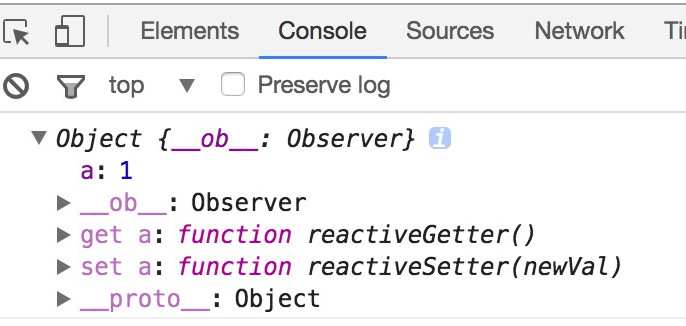 Elements Console Sources Network Ti
top Preserve log
Object {__ob__: Observer} i
a: 1
__ob__: Observer
get a: function reactiveGetter()
set a: function reactiveSetter(newVal)
__proto__: Object